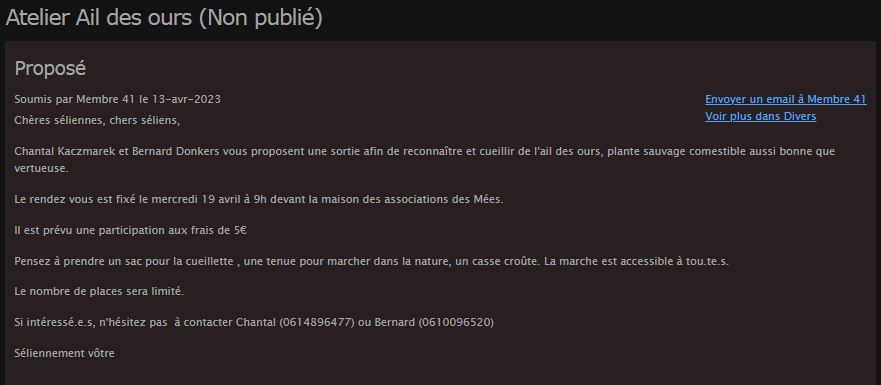 Atelier Ail des ours (Non publié)
Proposé
Soumis par Membre 41 le 13-avr-2023
Envoyer un email à Membre 41
Voir plus dans Divers
Chères séliennes, chers séliens,
Chantal Kaczmarek et Bernard Donkers vous proposent une sortie afin de reconnaître et cueillir de l'ail des ours, plante sauvage comestible aussi bonne que
vertueuse.
Le rendez vous est fixé le mercredi 19 avril à 9h devant la maison des associations des Mées.
Il est prévu une participation aux frais de 5€
Pensez à prendre un sac pour la cueillette , une tenue pour marcher dans la nature, un casse croûte. La marche est accessible à tou.te.s.
Le nombre de places sera limité.
Si intéressé.e.s, n'hésitez pas  à contacter Chantal (0614896477) ou Bernard (0610096520)
Séliennement vôtre